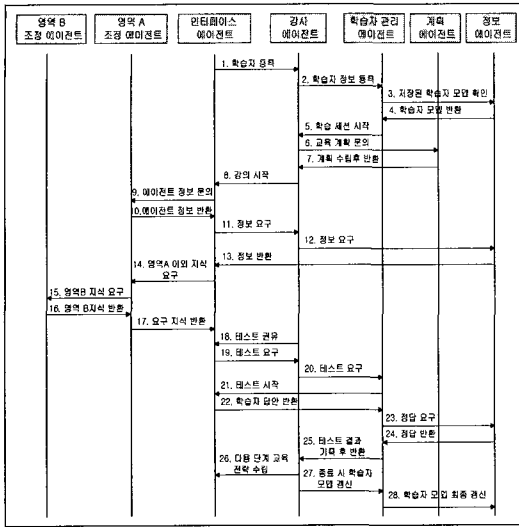 영역 B
조정 에이전트
영역 A
조정 에이전트
인터페이스
에이전트
강사
에이전트
학습자 관리
에이전트
계획
에이전트
정보
에이전트
1. 학습자 등록
2. 학습자 정보 등록
3. 저장된 학습자 모델 확인
4. 학습자 모델 반환
5. 학습 세션 시작
6. 교육 계획 문의
7. 계획 수립후 반환
8. 강의 시작
9. 에이전트 정보 문의
10.에이전트 정보 반환
11. 정보 요구
12. 정보 요구
13. 정보 반환
14. 영역A 이외 지식
요구
15. 영역B 지식 요구
16. 영역 B지식 반환
17. 요구 지식 반환
18. 테스트 권유
19. 테스트 요구
20. 테스트 요구
21. 테스트 시작
22. 학습자 답안 반환
23. 정답 요구
24. 정답 반환
25. 테스트 결과
기록 후 반환
26. 다음 단계 교육
전략 수립
27. 종료 시 학습자
모델 갱신
28. 학습자 모델 최종 갱신